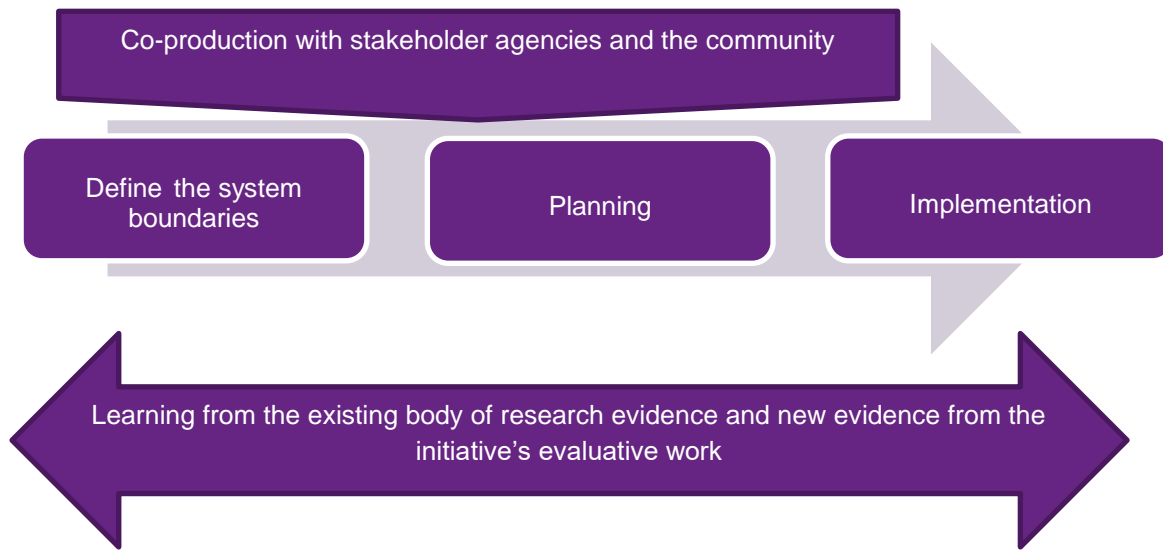 Co-production with stakeholder agencies and the community
Define the system
boundaries
Planning
Implementation
Learning from the existing body of research evidence and new evidence from the
initiative’s evaluative work